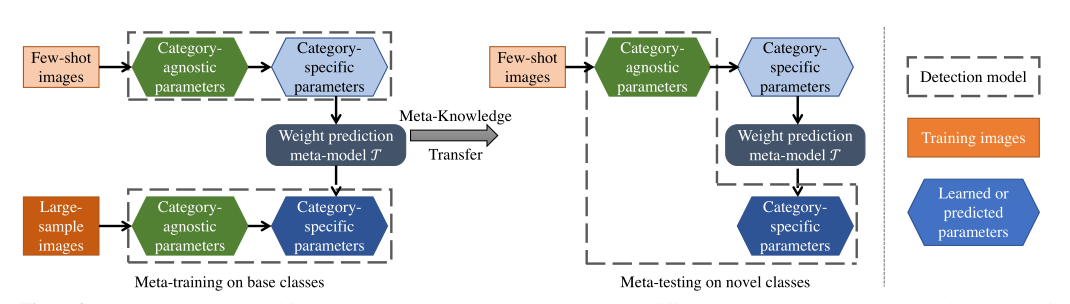 Few-shot
images
Category-
agnostic
parameters
Category-
specific
parameters
Weight prediction
meta-model 𝒯
Large-
sample
images
Category-
agnostic
parameters
Category-
specific
parameters
Meta-training on base classes
Meta-Knowledge
Transfer
Few-shot
images
Category-
agnostic
parameters
Category-
specific
parameters
Weight prediction
meta-model 𝒯
Category-
specific
parameters
Meta-testing on novel classes
Detection model
Training images
Learned or
predicted
parameters